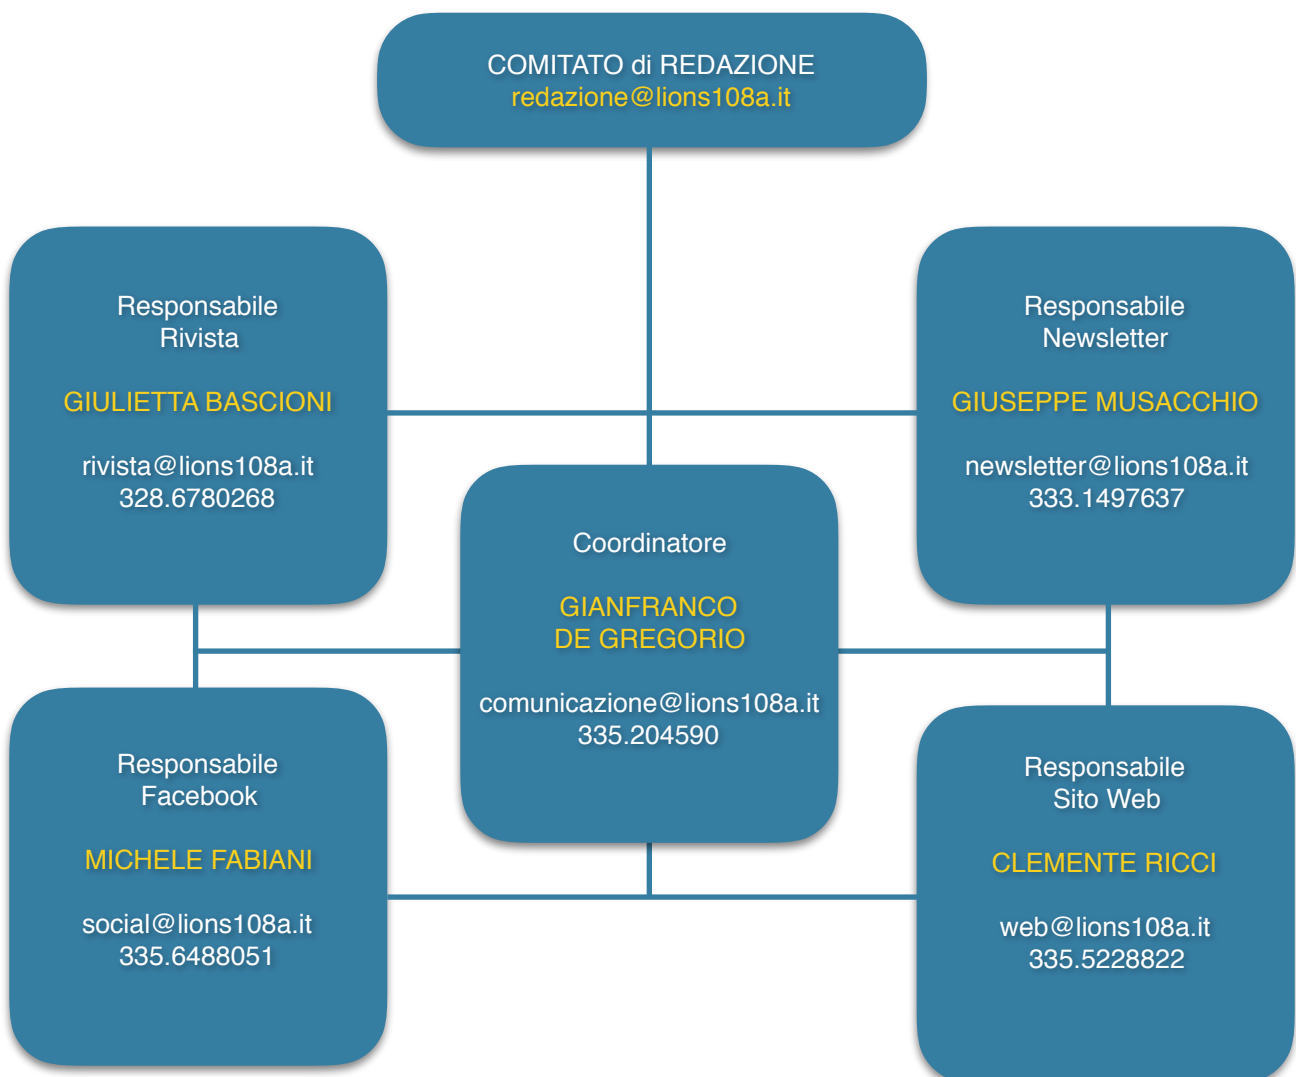 COMITATO di REDAZIONE
redazione@lions108a.it
Responsabile
Rivista
GIULIETTA BASCIONI
rivista@lions108a.it
328.6780268
Responsabile
Newsletter
GIUSEPPE MUSACCHIO
newsletter@lions108a.it
333.1497637
Coordinatore
GIANFRANCO
DE GREGORIO
comunicazione@lions108a.it
335.204590
Responsabile
Facebook
MICHELE FABIANI
social@lions108a.it
335.6488051
Responsabile
Sito Web
CLEMENTE RICCI
web@lions108a.it
335.5228822